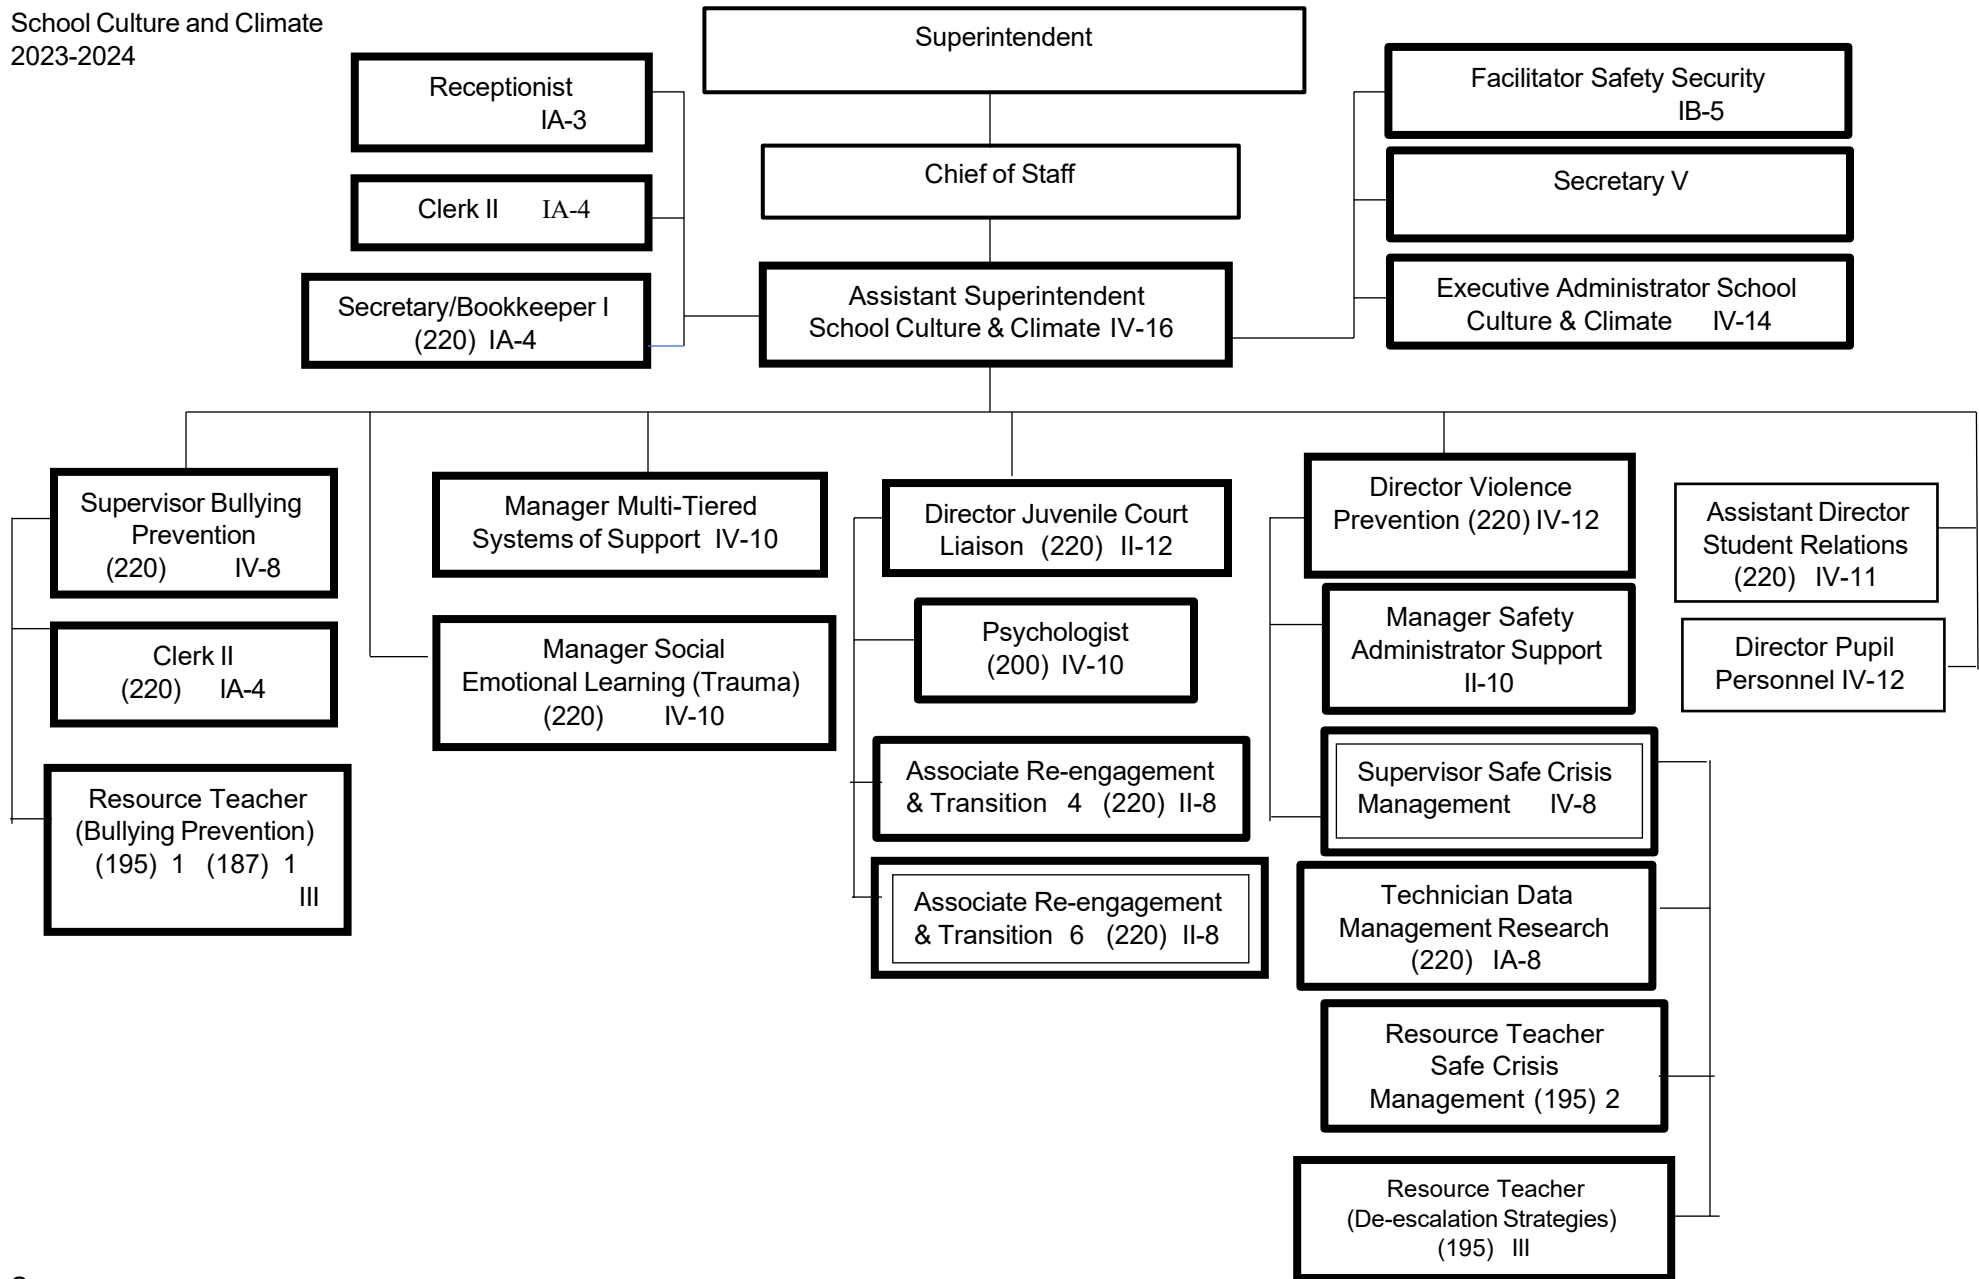 School Culture and Climate
2023-2024
Superintendent
Receptionist
IA-3
Facilitator Safety Security
IB-5
Chief of Staff
Clerk II IA-4
Secretary V
Secretary/Bookkeeper I
(220) IA-4
Assistant Superintendent
School Culture & Climate IV-16
Executive Administrator School
Culture & Climate IV-14
Supervisor Bullying
Prevention
(220) IV-8
Clerk II
(220) IA-4
Resource Teacher
(Bullying Prevention)
(195) 1 (187) 1
III
Manager Multi-Tiered
Systems of Support IV-10
Manager Social
Emotional Learning (Trauma)
(220) IV-10
Director Juvenile Court
Liaison (220) II-12
Psychologist
(200) IV-10
Associate Re-engagement
& Transition 4 (220) II-8
Associate Re-engagement
& Transition 6 (220) II-8
Director Violence
Prevention (220) IV-12
Manager Safety
Administrator Support
II-10
Supervisor Safe Crisis
Management IV-8
Technician Data
Management Research
(220) IA-8
Resource Teacher
Safe Crisis
Management (195) 2
Resource Teacher
(De-escalation Strategies)
(195) III
Assistant Director
Student Relations
(220) IV-11
Director Pupil
Personnel IV-12